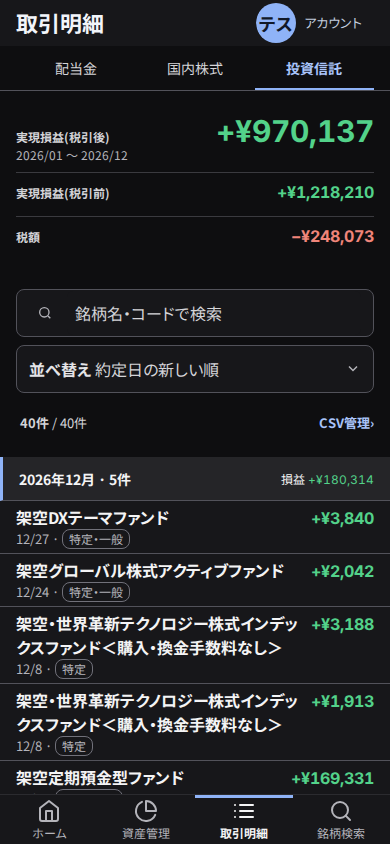 取引明細
テス アカウント
配当金 国内株式 投資信託
実現損益(税引後)
2026/01 〜 2026/12
+¥970,137
実現損益(税引前) +¥1,218,210
税額 −¥248,073
銘柄名・コードで検索
並べ替え 約定日の新しい順
40件 / 40件 CSV管理›
2026年12月・5件 損益 +¥180,314
架空DXテーマファンド +¥3,840
12/27・特定・一般
架空グローバル株式アクティブファンド +¥2,042
12/24・特定・一般
架空・世界革新テクノロジー株式インデッ +¥3,188
クスファンド＜購入・換金手数料なし＞
12/8・特定
架空・世界革新テクノロジー株式インデッ +¥1,913
クスファンド＜購入・換金手数料なし＞
12/8・特定
架空定期預金型ファンド +¥169,331
ホーム 資産管理 取引明細 銘柄検索